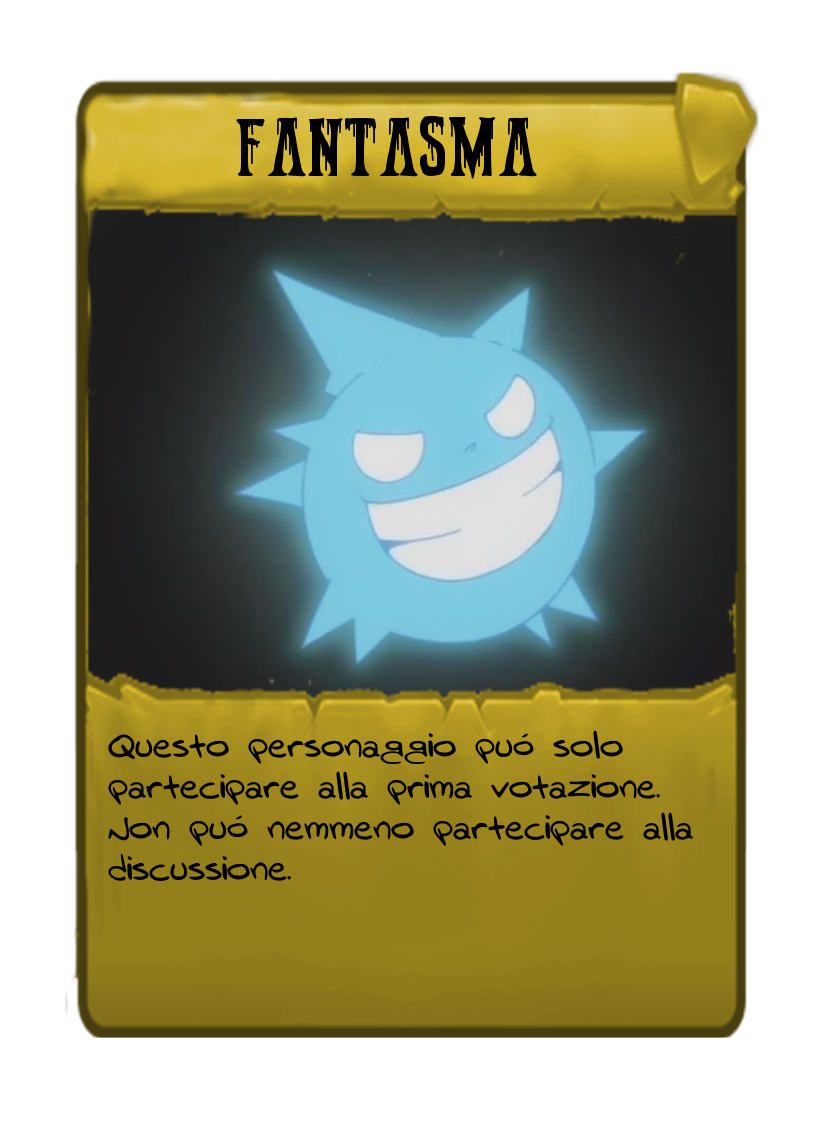 FANTASMA
Questo personaggio puó solo
partecipare alla prima votazione.
Non puó nemmeno partecipare alla
discussione.